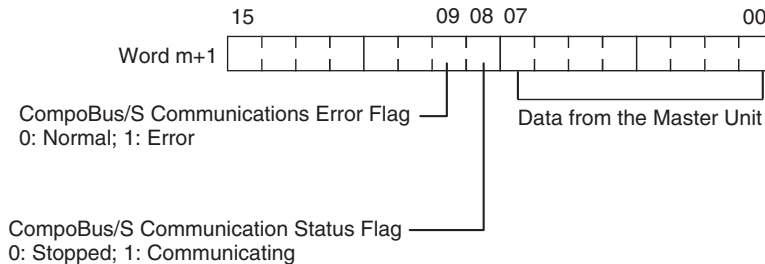 15 09 08 07 00
Word m+1
CompoBus/S Communications Error Flag
0: Normal; 1: Error
Data from the Master Unit
CompoBus/S Communication Status Flag
0: Stopped; 1: Communicating